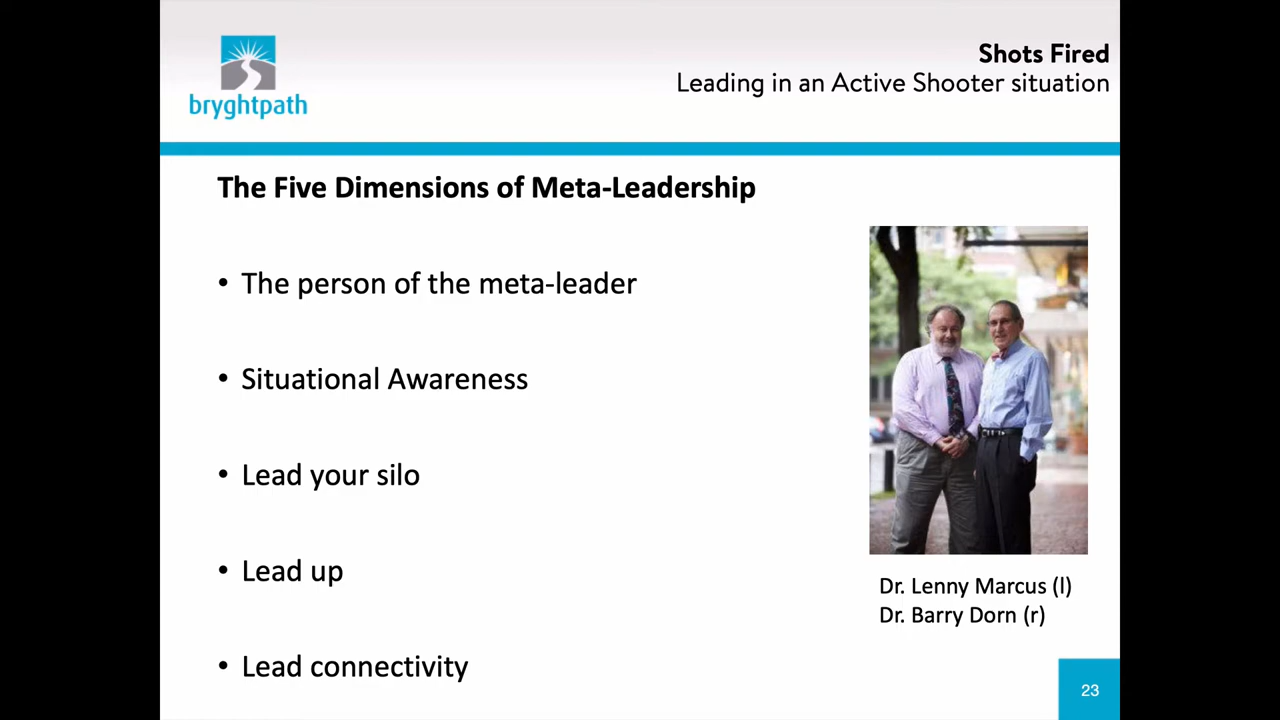 bryghtpath
Shots Fired
Leading in an Active Shooter situation
The Five Dimensions of Meta-Leadership
• The person of the meta-leader
• Situational Awareness
• Lead your silo
• Lead up
• Lead connectivity
Dr. Lenny Marcus (l)
Dr. Barry Dorn (r)
23